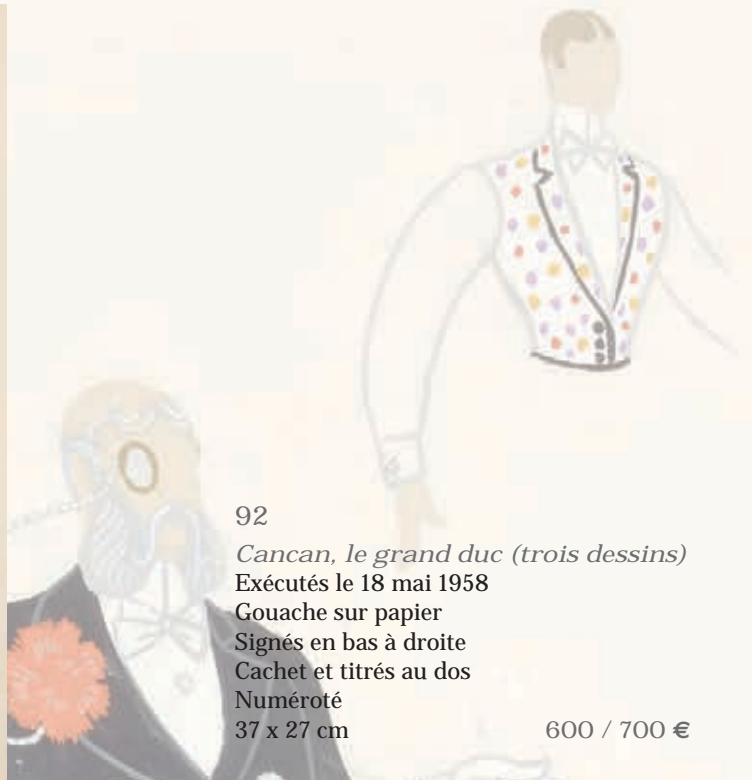 92
Cancan, le grand duc (trois dessins)
Exécutés le 18 mai 1958
Gouache sur papier
Signés en bas à droite
Cachet et titrés au dos
Numéroté
37 x 27 cm 600 / 700 €